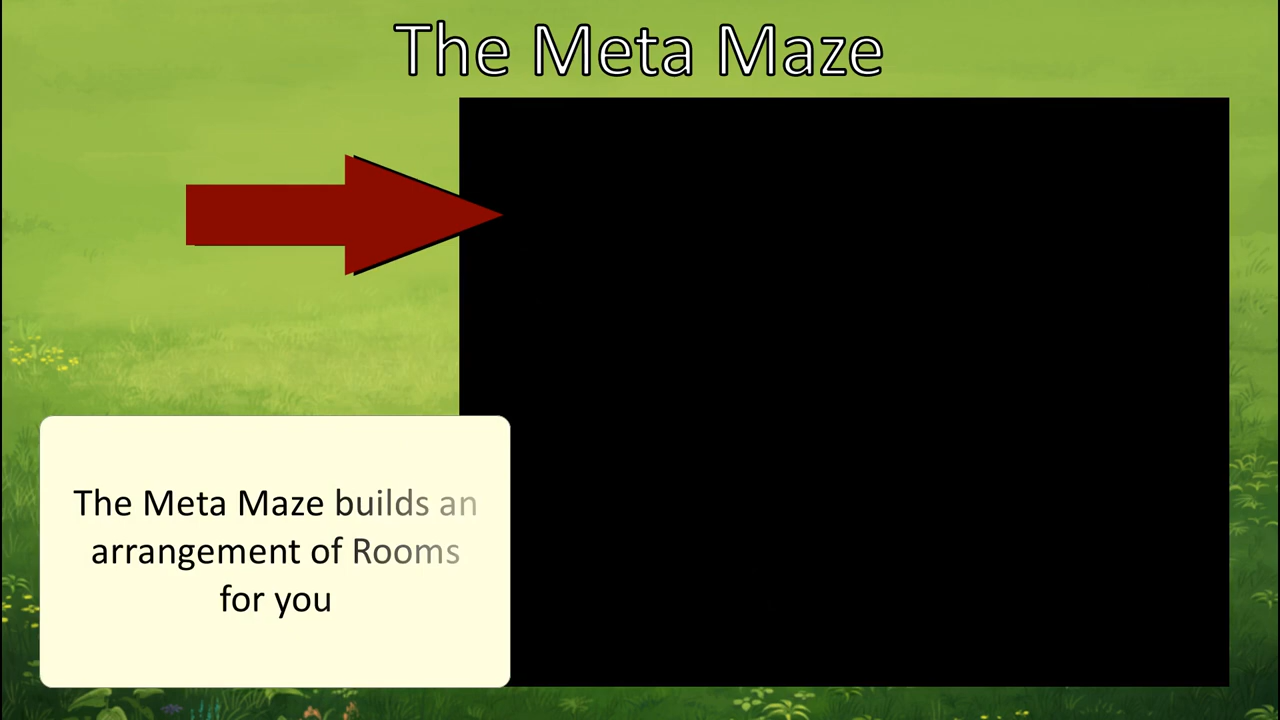 The Meta Maze
The Meta Maze builds an
arrangement of Rooms
for you